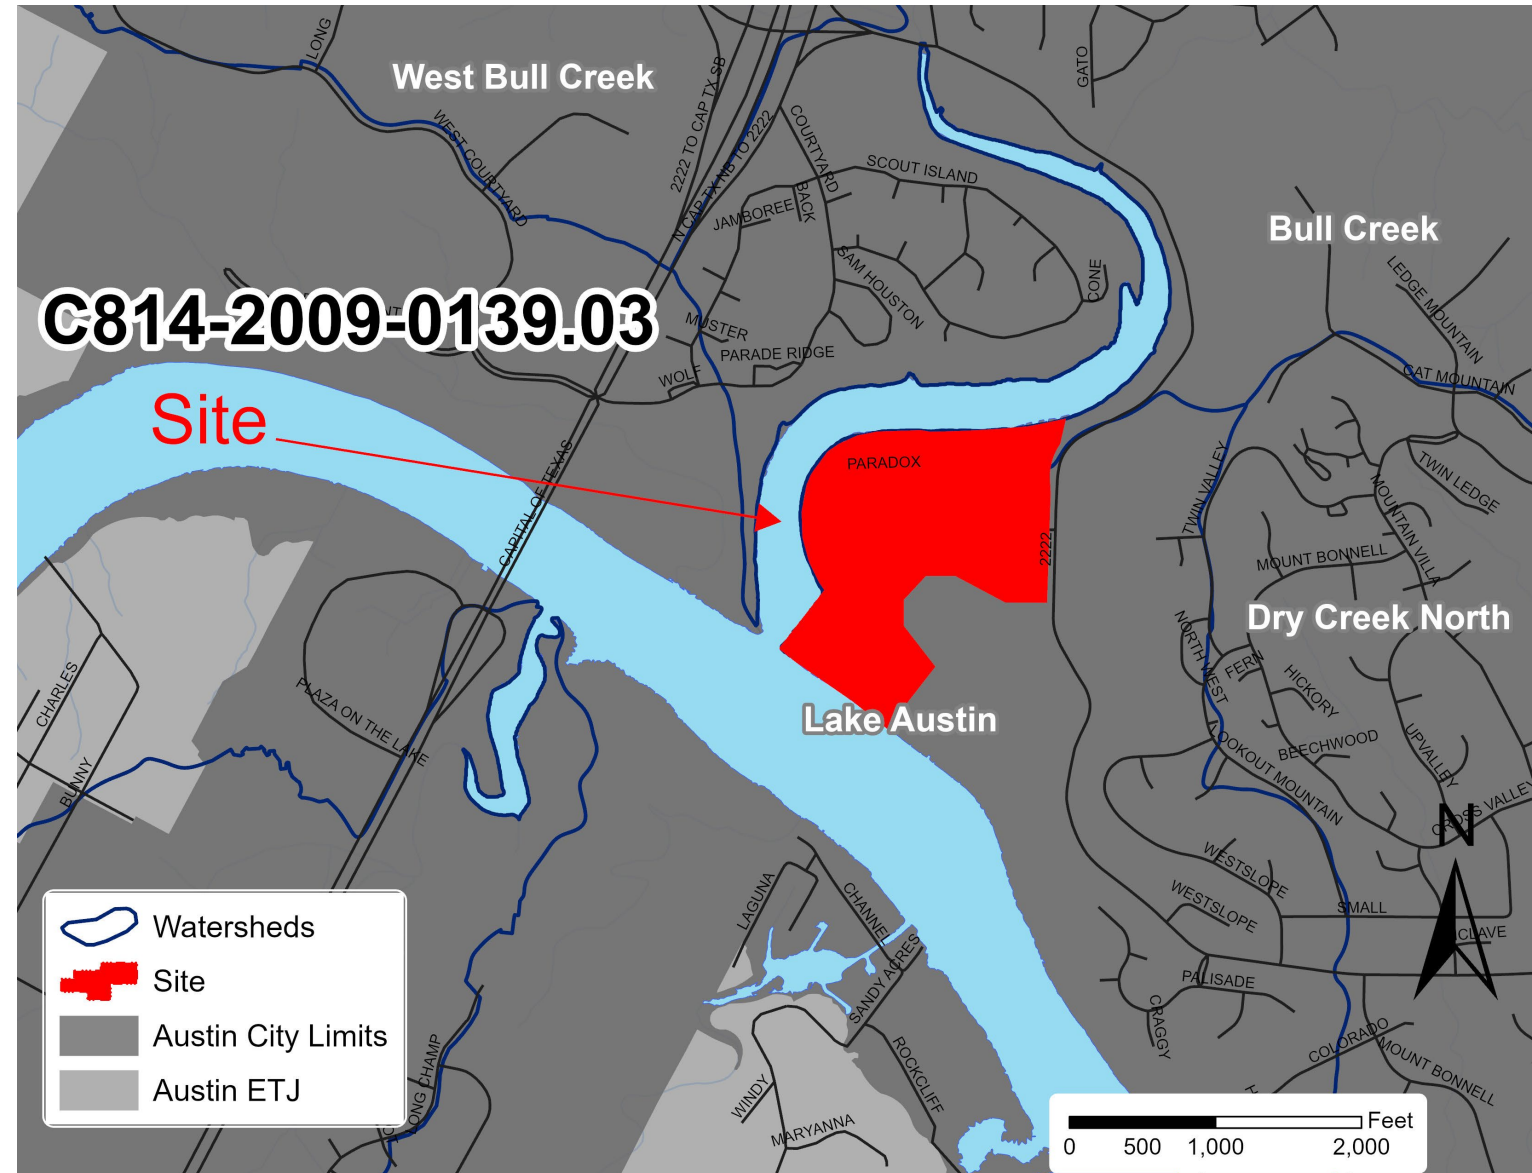 LONG
West Bull Creek
2222 TO CAP TX SB
N CAP TX NB TO 2222
GATO
COURTYARD
WEST COURTYARD
SCOUT ISLAND
BACK
JAMBOREE
Bull Creek
SAM HOUSTON
CONE
LEDGE MOUNTAIN
C814-2009-0139.03
MUSTER
PARADE RIDGE
WOLF
CAT MOUNTAIN
Site
CAPITAL OF TEXAS
PARADOX
TWIN VALLEY
TWIN LEDGE
MOUNTAIN VILLA
2222
MOUNT BONNELL
Dry Creek North
NORTH WEST
FERN
HICKORY
CHARLES
PLAZA ON THE LAKE
Lake Austin
LOOKOUT MOUNTAIN
BEECHWOOD
UPVALLEY
BUNNY
CROSS VALLEY
N
WESTSLOPE
WESTSLOPE
LAGUNA
CHANNEL
SMALL
SANDY ACRES
PALISADE
CRAGGY
COLORADO
MOUNT BONNELL
ROCKCLIFF
WINDY
MARYANNA
LONG CHAMP
Watersheds
Site
Austin City Limits
Austin ETJ
Feet
0 500 1,000 2,000